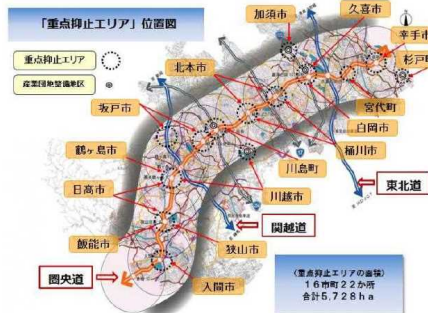 「重点抑止エリア」位置図
重点抑止エリア
産業団地整備地区
加須市
久喜市
幸手市
杉戸町
北本市
坂戸市
宮代町
白岡市
桶川市
鶴ヶ島市
川島町
東北道
日高市
川越市
関越道
飯能市
狭山市
圏央道
入間市
(重点抑止エリアの面積)
16市町22か所
合計5,728ha